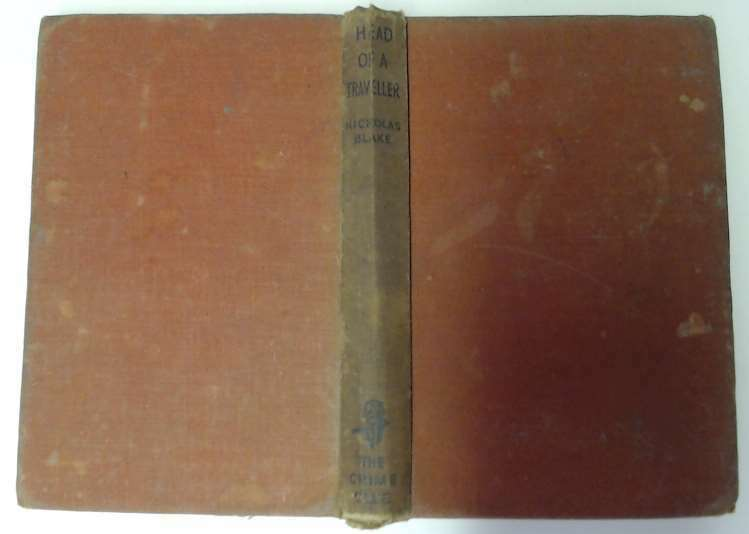 HEAD
OF A
TRAVELLER
NICHOLAS
BLAKE
THE
CRIME
CLUB